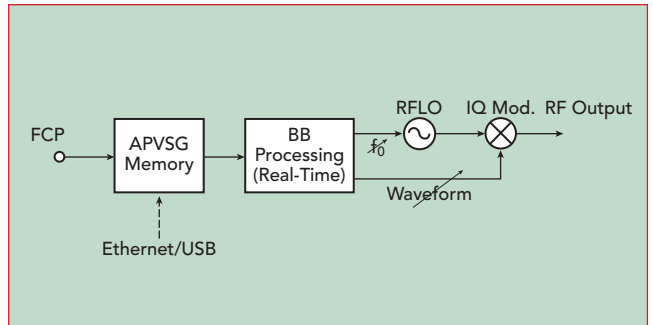 RFLO
IQ Mod.
RF Output
FCP
APVSG
Memory
BB
Processing
(Real-Time)
f0
Waveform
Ethernet/USB